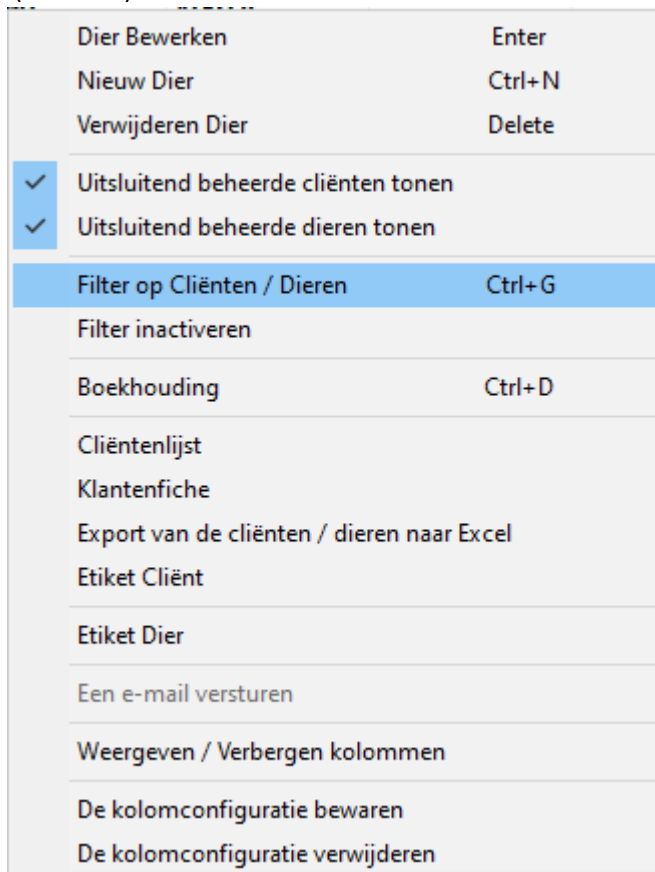 Dier Bewerken Enter
Nieuw Dier Ctrl+N
Verwijderen Dier Delete
Uitsluitend beheerde cliënten tonen
Uitsluitend beheerde dieren tonen
Filter op Cliënten / Dieren Ctrl+G
Filter inactiveren
Boekhouding Ctrl+D
Cliëntenlijst
Klantenfiche
Export van de cliënten / dieren naar Excel
Etiket Cliënt
Etiket Dier
Een e-mail versturen
Weergeven / Verbergen kolommen
De kolomconfiguratie bewaren
De kolomconfiguratie verwijderen